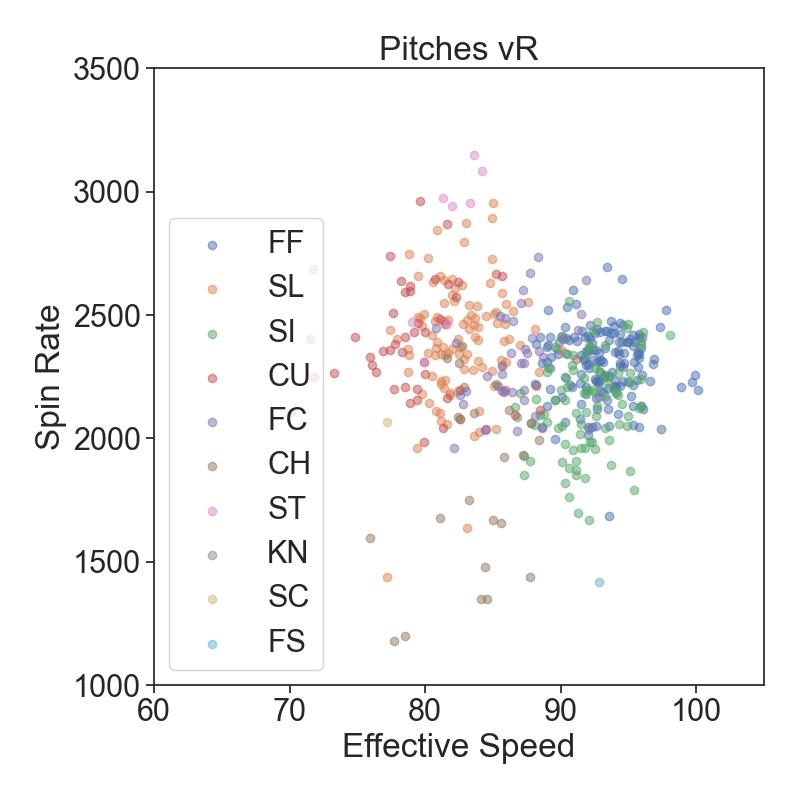 Pitches vR
3500
3000
2500
2000
1500
1000
Spin Rate
FF
SL
SI
CU
FC
CH
ST
KN
SC
FS
60 70 80 90 100
Effective Speed